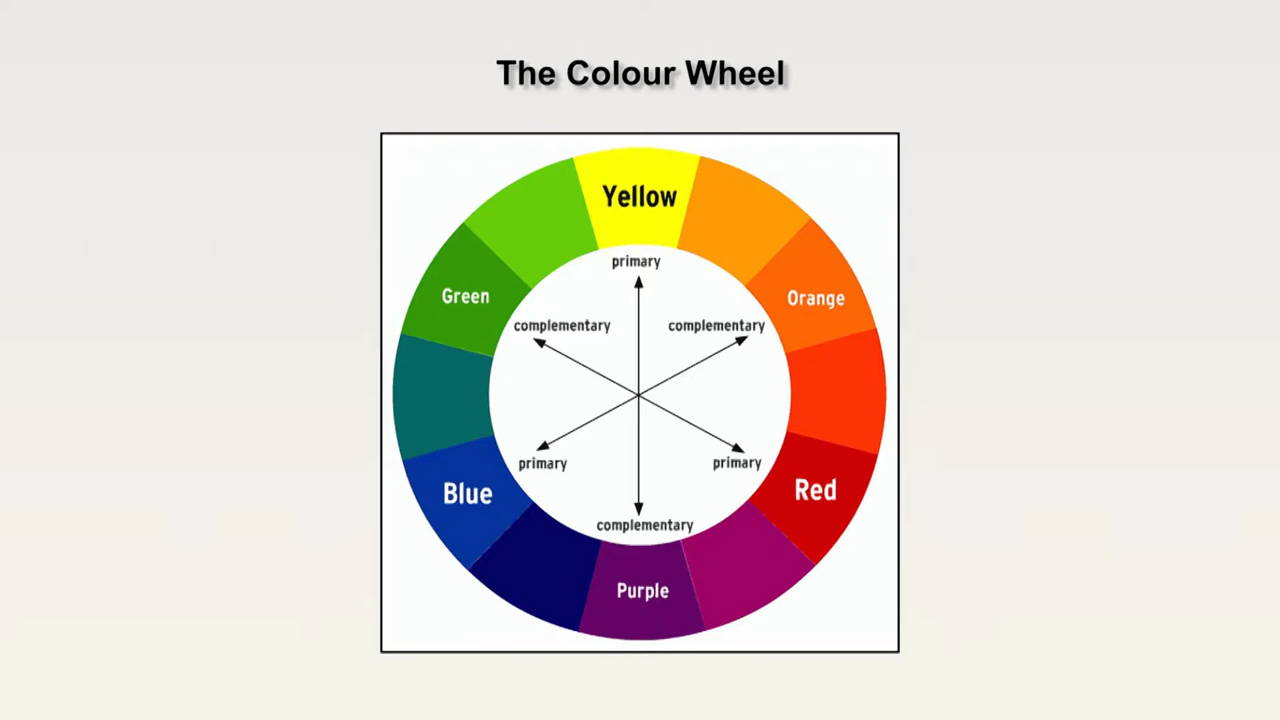 The Colour Wheel
Yellow
primary
Green
Orange
complementary
complementary
primary
primary
Blue
Red
complementary
Purple